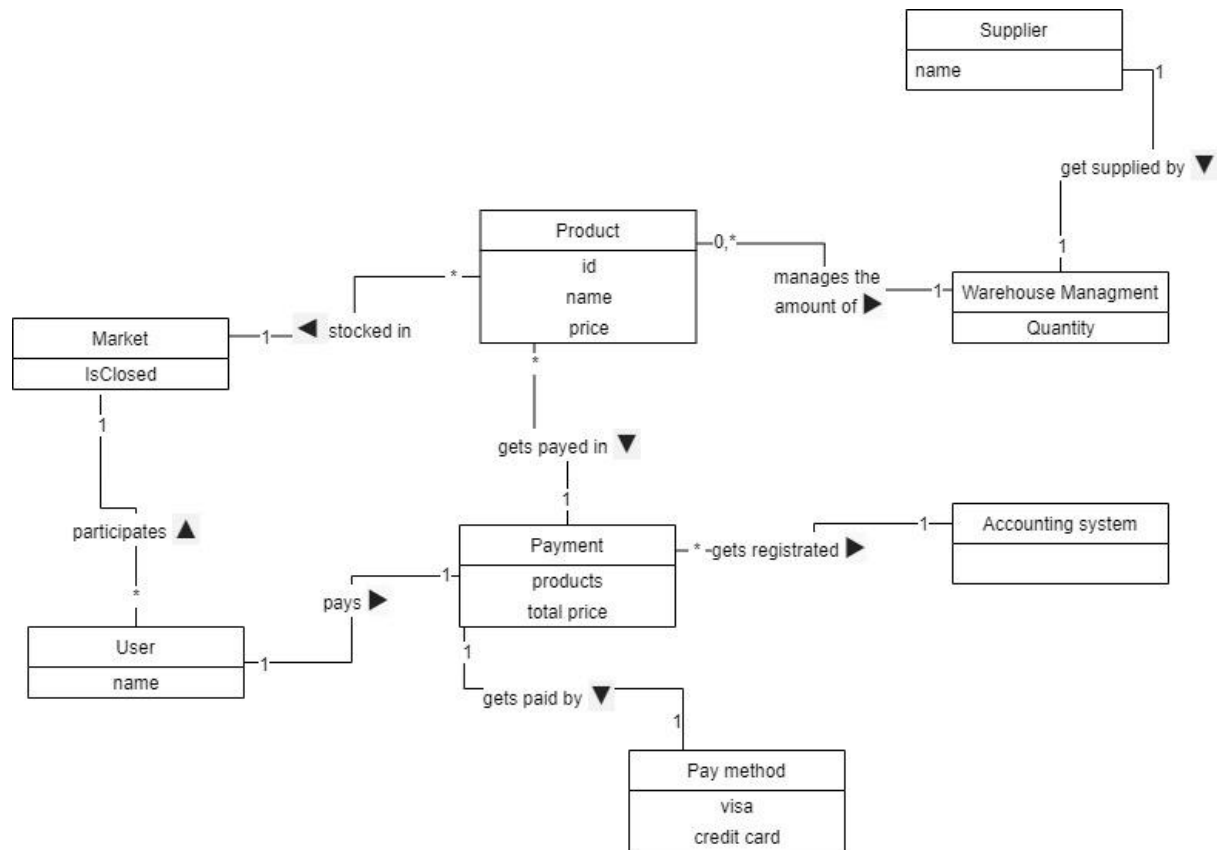 Supplier
name
1
get supplied by ▼
1
Product
id
name
price
0,*
manages the
amount of ▶
1
Warehouse Managment
Quantity
*
◀ stocked in
1
Market
IsClosed
1
participates ▲
*
User
name
*
gets payed in ▼
1
Payment
products
total price
1
pays ▶
1
* gets registrated ▶
1
Accounting system
1
gets paid by ▼
1
Pay method
visa
credit card